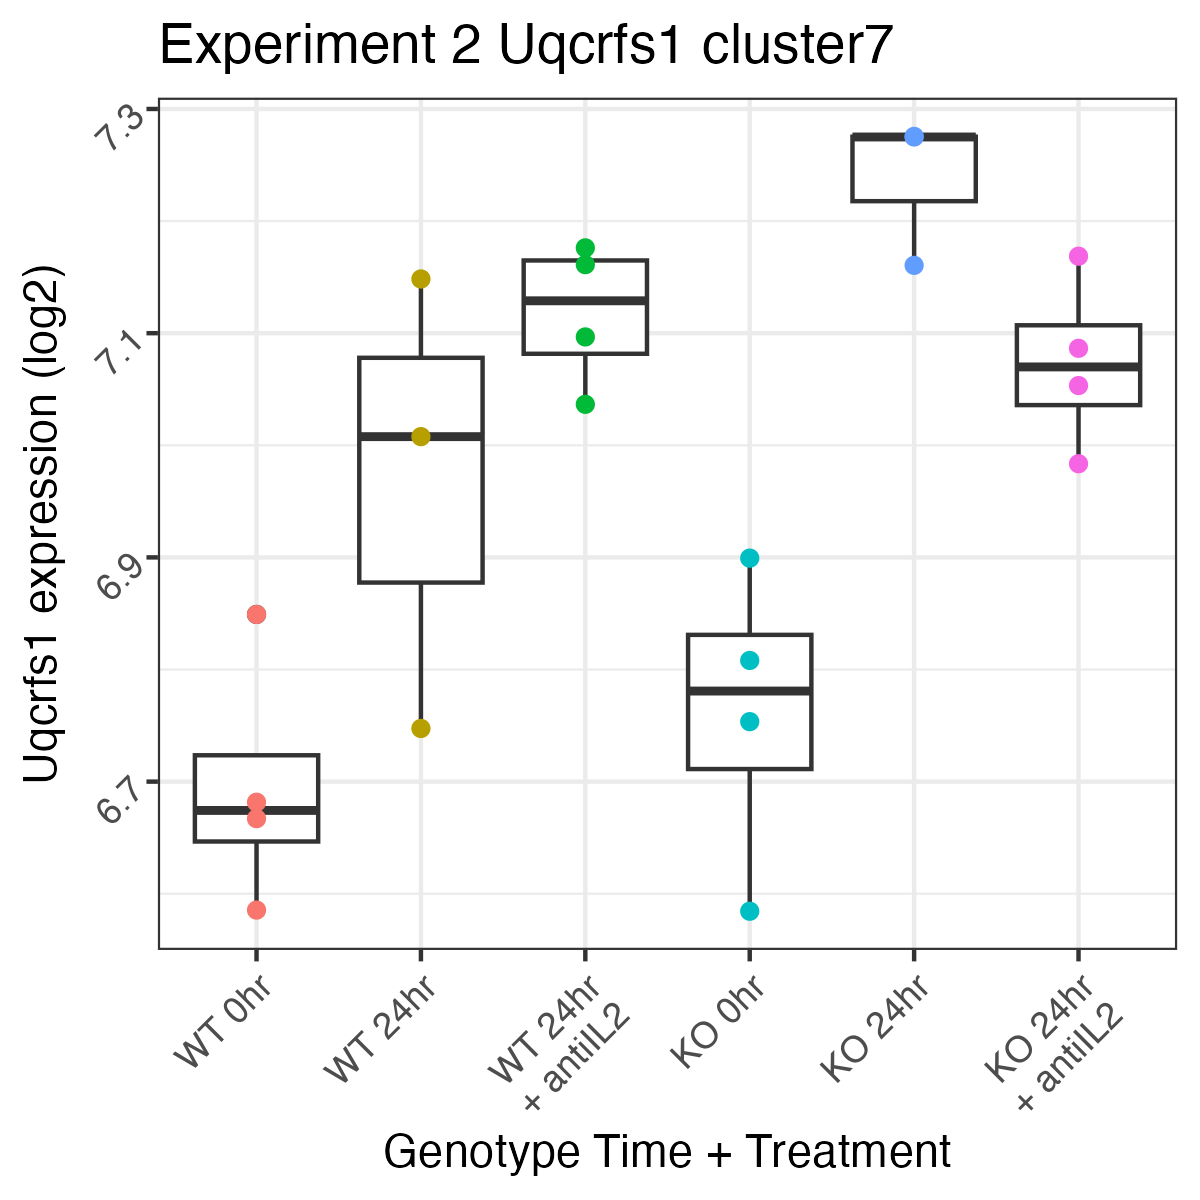 Experiment 2 Uqcrfs1 cluster7
Uqcrfs1 expression (log2)
7.3
7.1
6.9
6.7
WT 0hr
WT 24hr
WT 24hr
+ antiIL2
KO 0hr
KO 24hr
KO 24hr
+ antiIL2
Genotype Time + Treatment